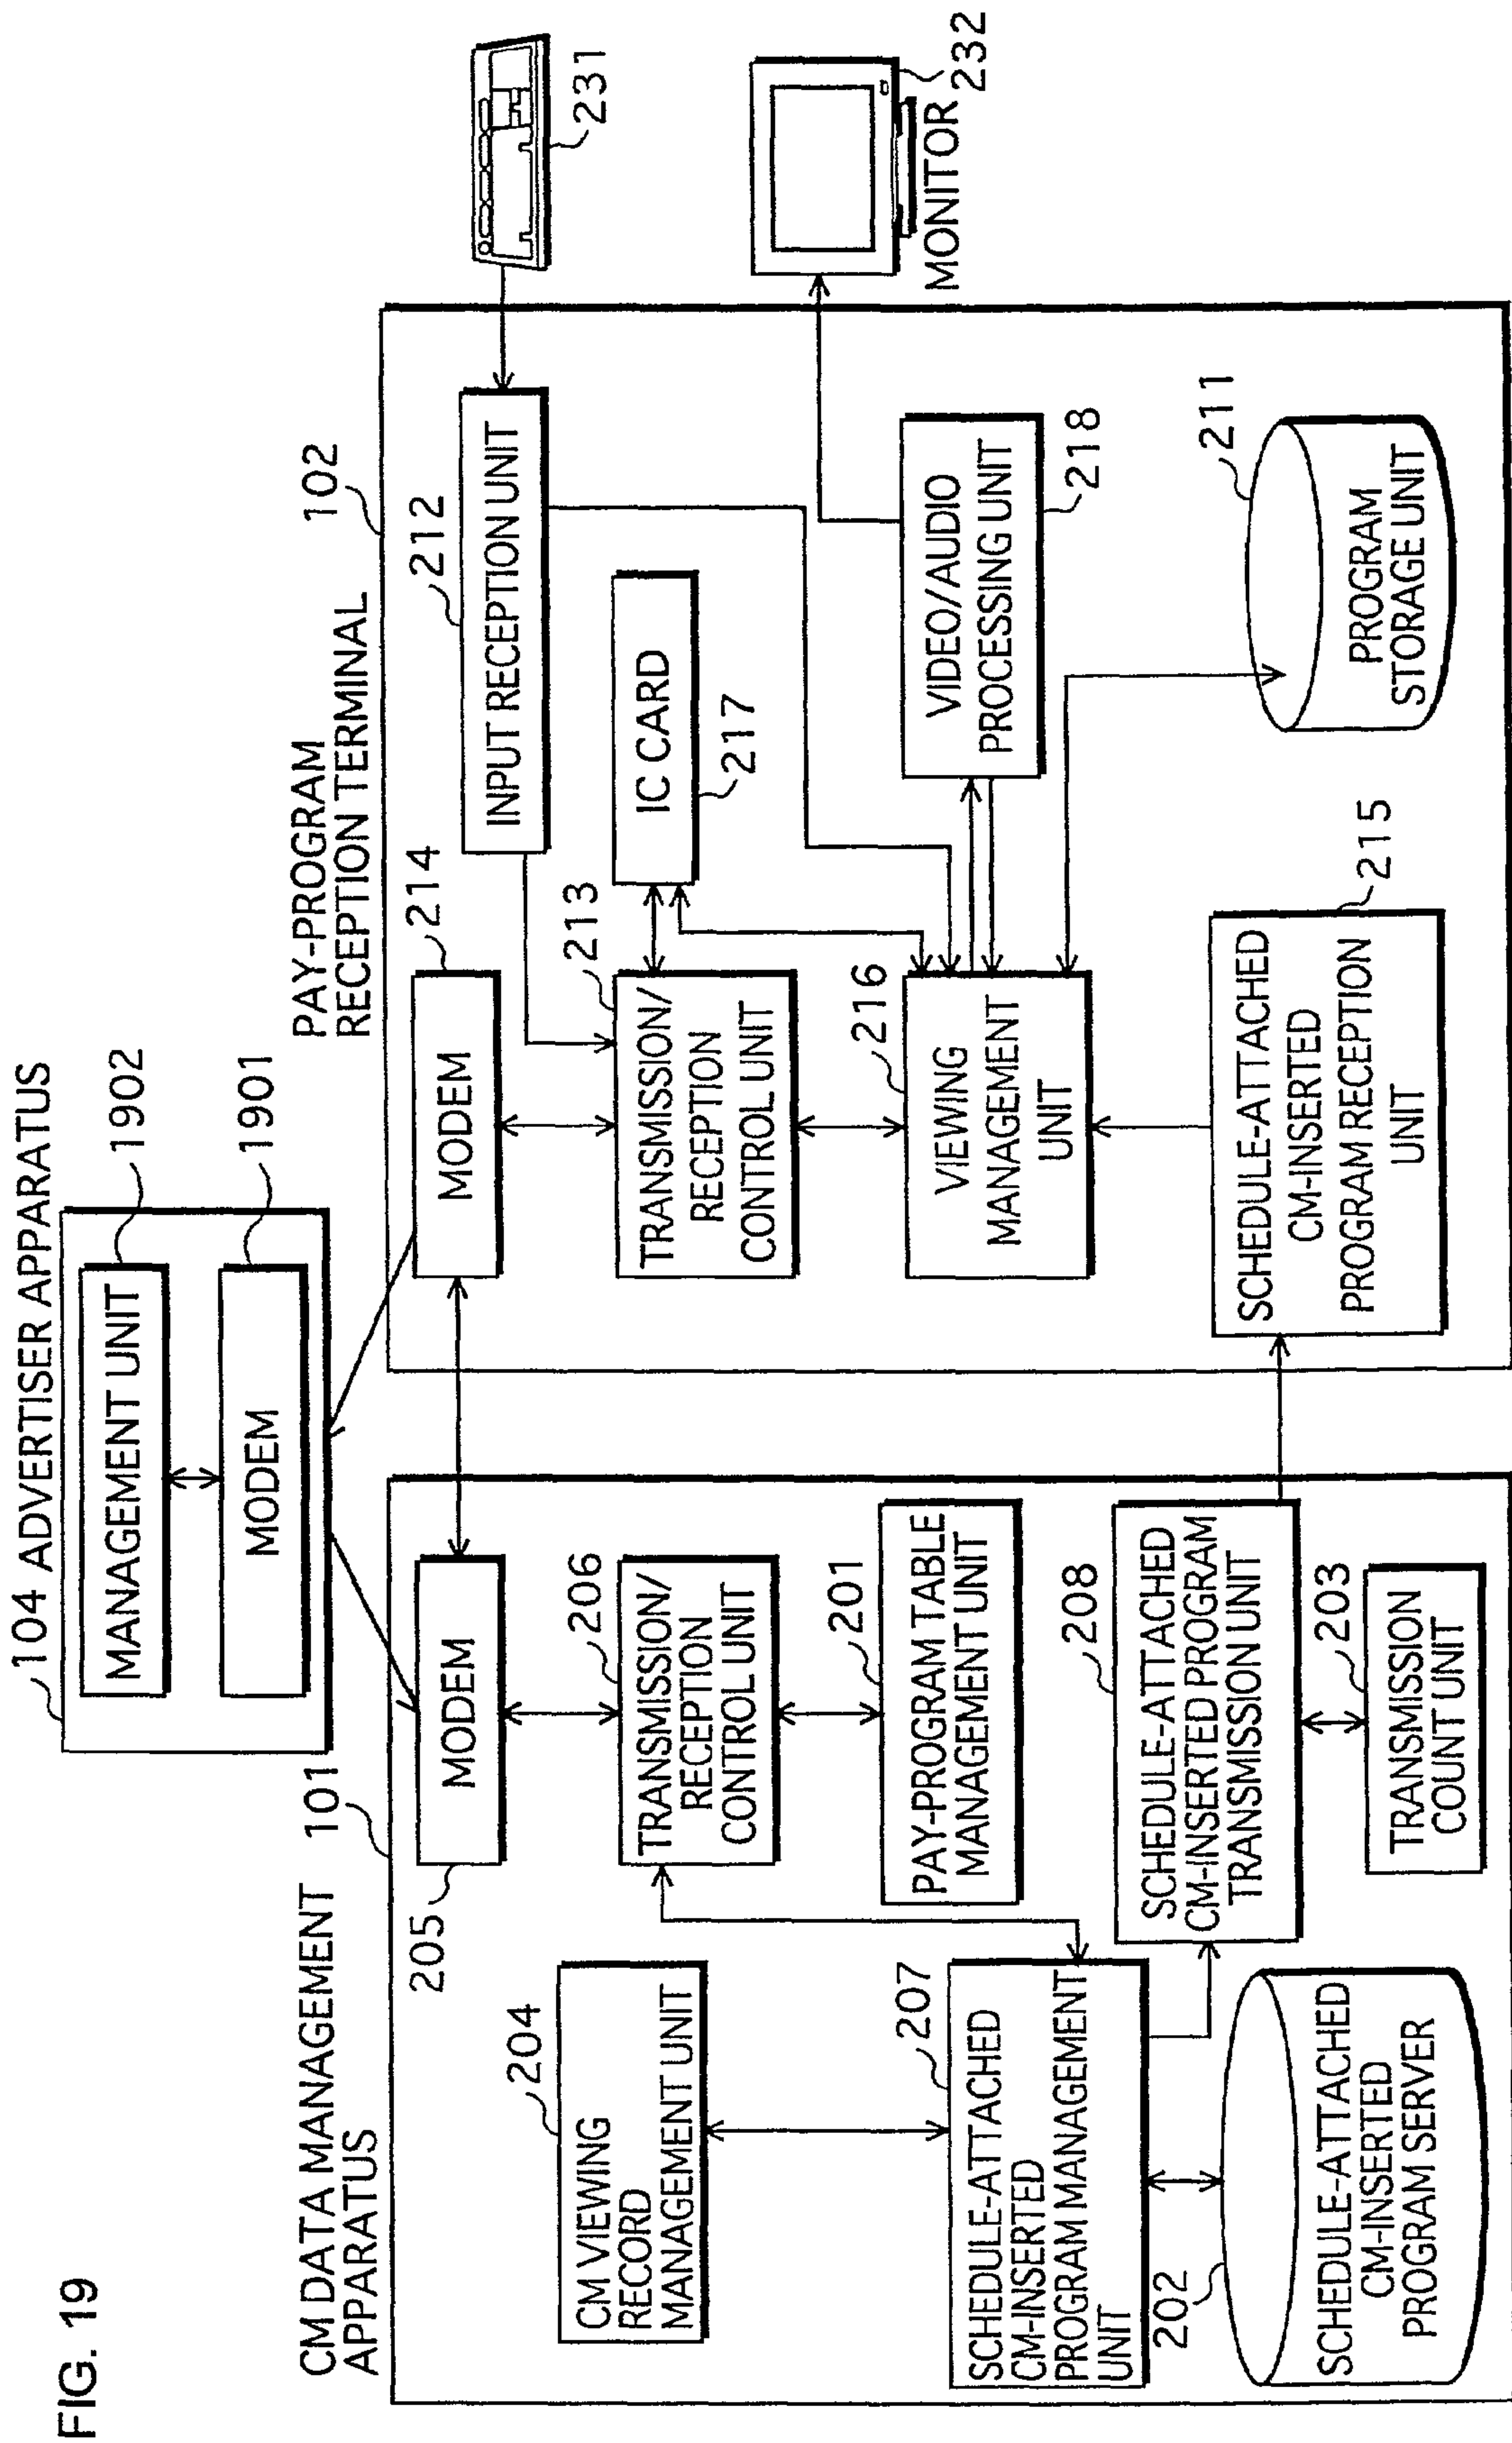 FIG. 19
104 ADVERTISER APPARATUS
MANAGEMENT UNIT
1902
MODEM
1901
CM DATA MANAGEMENT
APPARATUS
101
MODEM
205
CM VIEWING
RECORD
MANAGEMENT UNIT
204
TRANSMISSION/
RECEPTION
CONTROL UNIT
206
PAY-PROGRAM TABLE
MANAGEMENT UNIT
201
SCHEDULE-ATTACHED
CM-INSERTED
PROGRAM MANAGEMENT
UNIT
207
SCHEDULE-ATTACHED
CM-INSERTED PROGRAM
TRANSMISSION UNIT
208
SCHEDULE-ATTACHED
CM-INSERTED
PROGRAM SERVER
202
TRANSMISSION
COUNT UNIT
203
PAY-PROGRAM
RECEPTION TERMINAL
102
MODEM
214
INPUT RECEPTION UNIT
212
TRANSMISSION/
RECEPTION
CONTROL UNIT
213
IC CARD
217
VIEWING
MANAGEMENT
UNIT
216
VIDEO/AUDIO
PROCESSING UNIT
218
SCHEDULE-ATTACHED
CM-INSERTED
PROGRAM RECEPTION
UNIT
215
PROGRAM
STORAGE UNIT
211
231
MONITOR
232